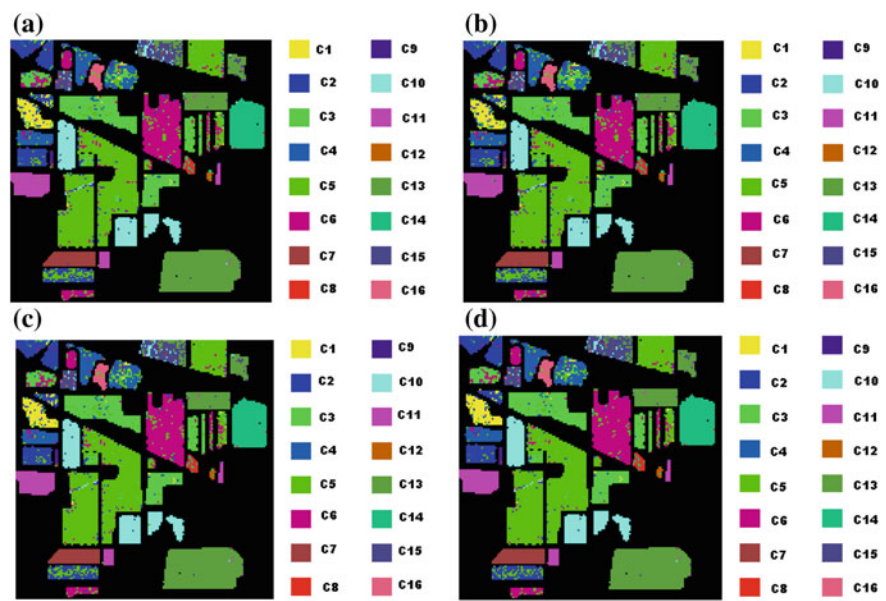 (a)
C1 C9
C2 C10
C3 C11
C4 C12
C5 C13
C6 C14
C7 C15
C8 C16
(b)
C1 C9
C2 C10
C3 C11
C4 C12
C5 C13
C6 C14
C7 C15
C8 C16
(c)
C1 C9
C2 C10
C3 C11
C4 C12
C5 C13
C6 C14
C7 C15
C8 C16
(d)
C1 C9
C2 C10
C3 C11
C4 C12
C5 C13
C6 C14
C7 C15
C8 C16